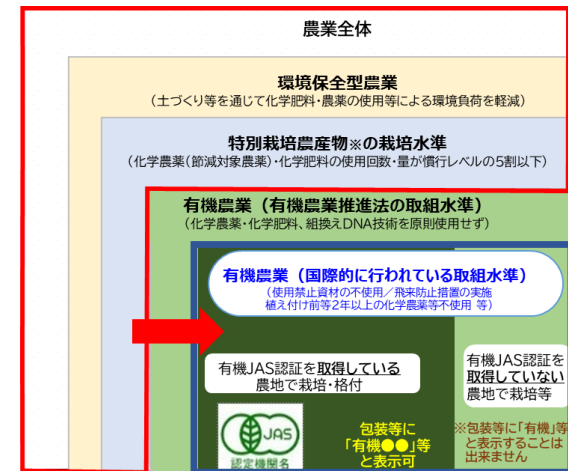 農業全体
環境保全型農業
(土づくり等を通じて化学肥料・農薬の使用等による環境負荷を軽減)
特別栽培農産物※の栽培水準
(化学農薬(節減対象農薬)・化学肥料の使用回数・量が慣行レベルの5割以下)
有機農業(有機農業推進法の取組水準)
(化学農薬・化学肥料、組換えDNA技術を原則使用せず)
有機農業(国際的に行われている取組水準)
(使用禁止資材の不使用/飛来防止措置の実施
植え付け前等2年以上の化学農薬等不使用 等)
有機JAS認証を取得している
農地で栽培・格付
有機JAS認証を
取得していない
農地で栽培等
JAS
認定機関名
包装等に
「有機●●」等
と表示可
※包装等に「有機」等
と表示することは
出来ません